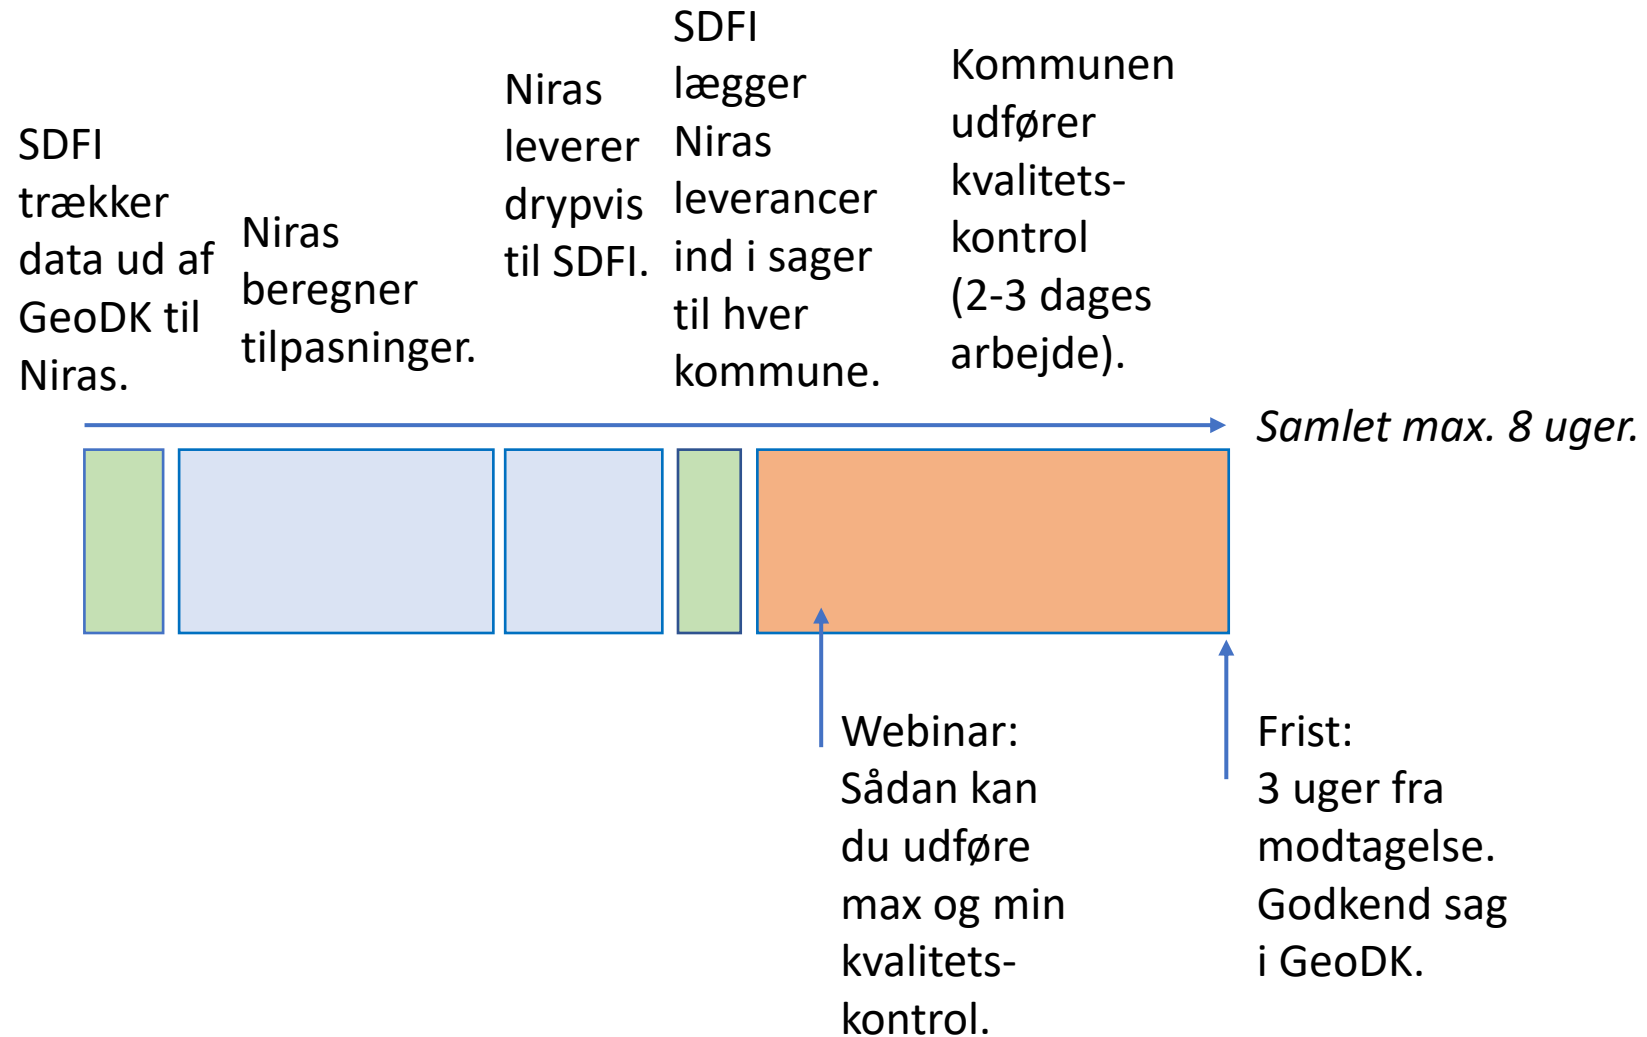 SDFI
trækker
data ud af
GeoDK til
Niras.
Niras
beregner
tilpasninger.
Niras
leverer
drypvis
til SDFI.
SDFI
lægger
Niras
leverancer
ind i sager
til hver
kommune.
Kommunen
udfører
kvalitets-
kontrol
(2-3 dages
arbejde).
Samlet max. 8 uger.
Webinar:
Sådan kan
du udføre
max og min
kvalitets-
kontrol.
Frist:
3 uger fra
modtagelse.
Godkend sag
i GeoDK.